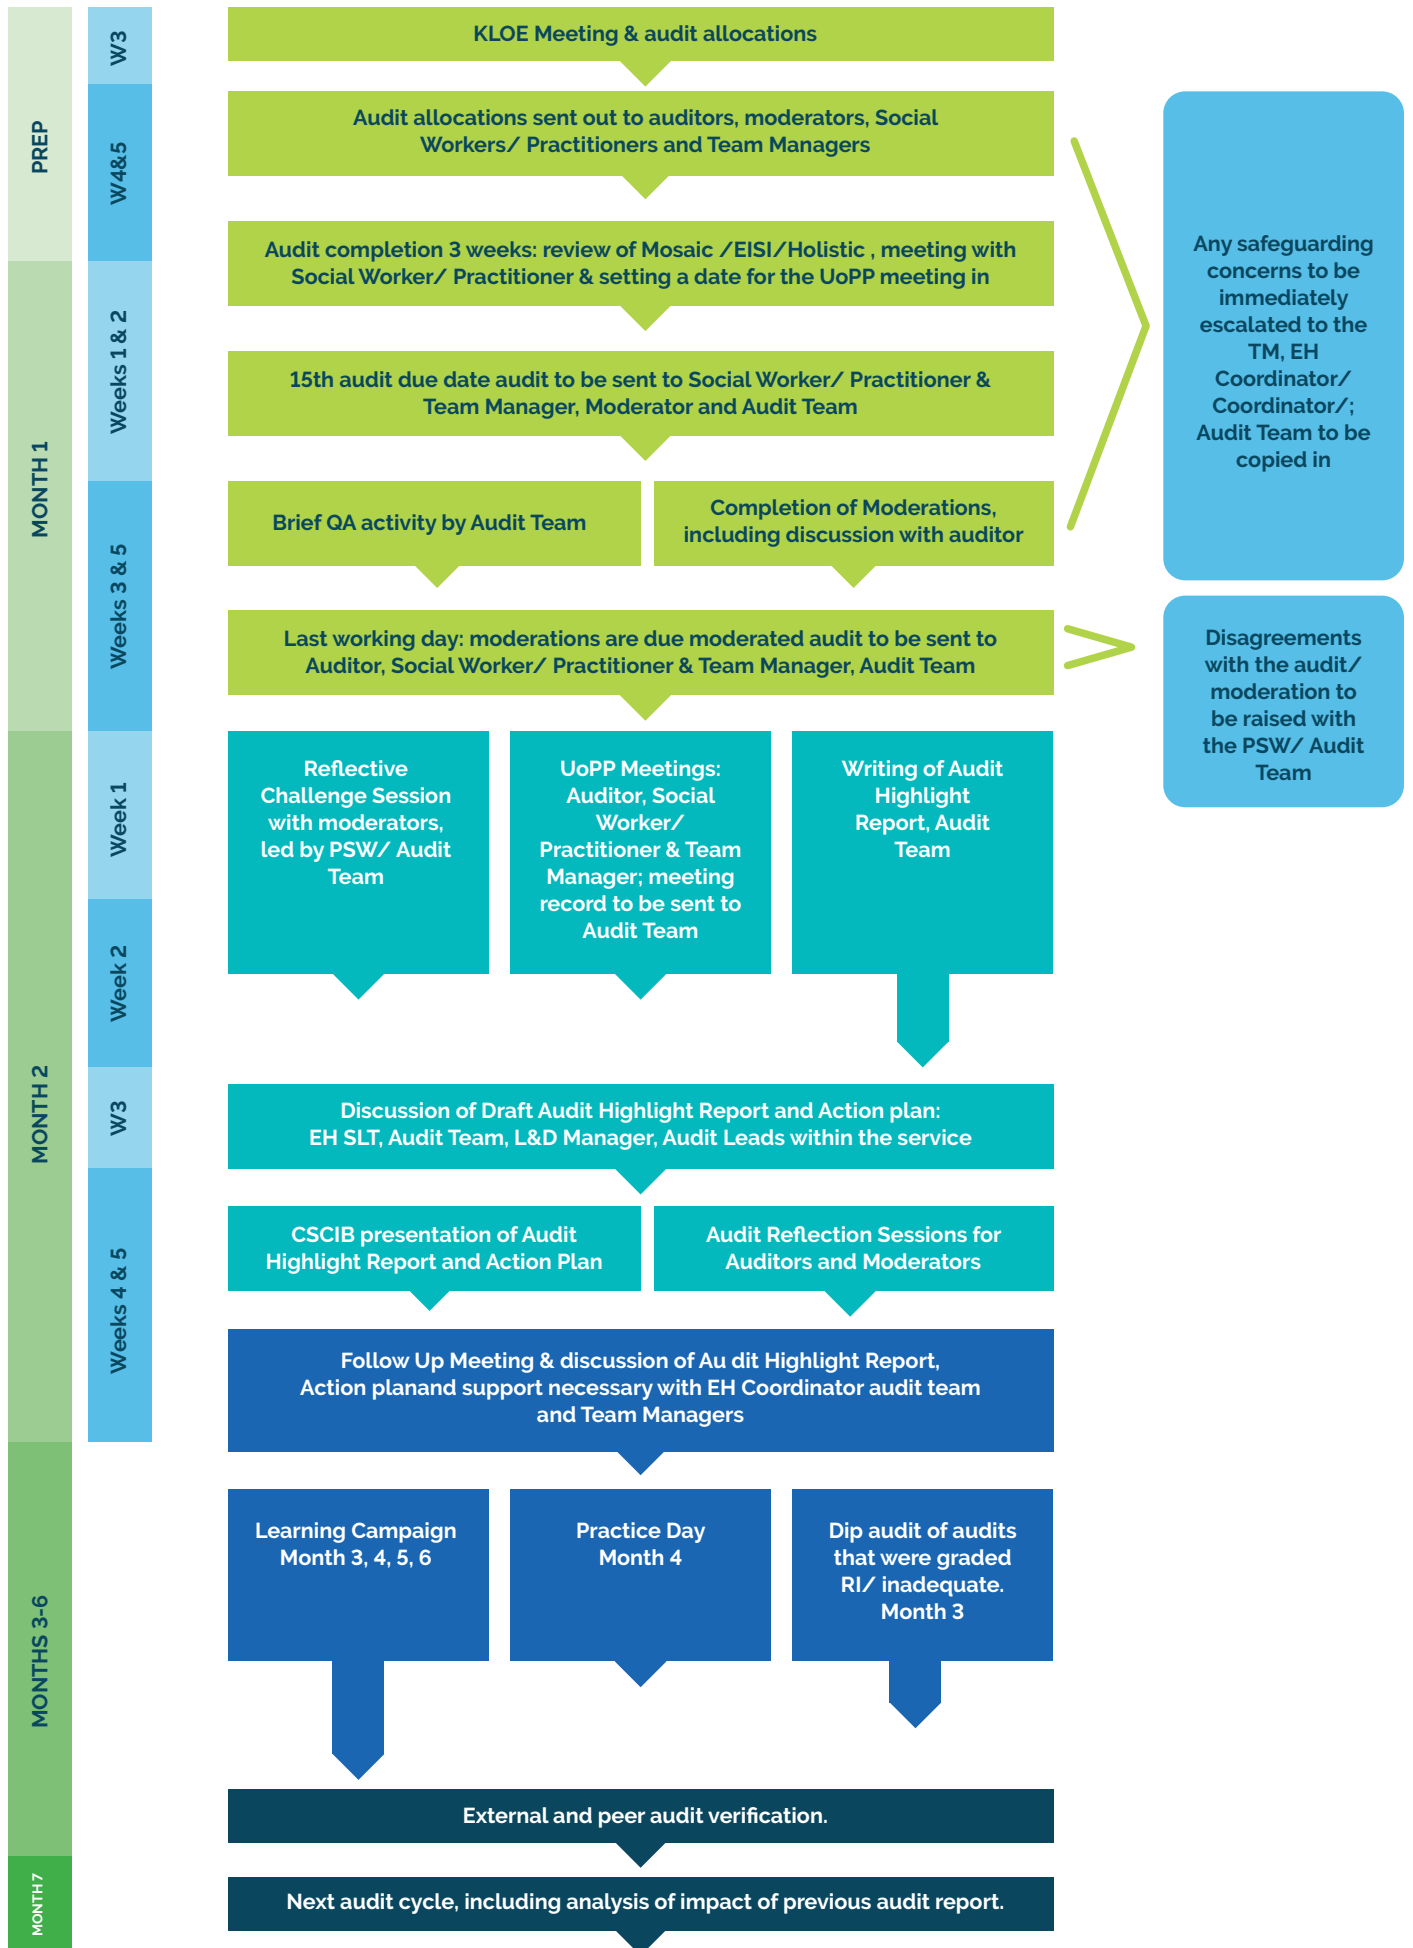 PREP
W3
KLOE Meeting & audit allocations
W4&5
Audit allocations sent out to auditors, moderators, Social
Workers/ Practitioners and Team Managers
Audit completion 3 weeks: review of Mosaic /EISI/Holistic , meeting with
Social Worker/ Practitioner & setting a date for the UoPP meeting in
MONTH 1
Weeks 1 & 2
15th audit due date audit to be sent to Social Worker/ Practitioner &
Team Manager, Moderator and Audit Team
Weeks 3 & 5
Brief QA activity by Audit Team
Completion of Moderations,
including discussion with auditor
Any safeguarding
concerns to be
immediately
escalated to the
TM, EH
Coordinator/
Coordinator/;
Audit Team to be
copied in
Last working day: moderations are due moderated audit to be sent to
Auditor, Social Worker/ Practitioner & Team Manager, Audit Team
Disagreements
with the audit/
moderation to
be raised with
the PSW/ Audit
Team
MONTH 2
Week 1
Week 2
Reflective
Challenge Session
with moderators,
led by PSW/ Audit
Team
UoPP Meetings:
Auditor, Social
Worker/
Practitioner & Team
Manager; meeting
record to be sent to
Audit Team
Writing of Audit
Highlight
Report, Audit
Team
W3
Discussion of Draft Audit Highlight Report and Action plan:
EH SLT, Audit Team, L&D Manager, Audit Leads within the service
Weeks 4 & 5
CSCIB presentation of Audit
Highlight Report and Action Plan
Audit Reflection Sessions for
Auditors and Moderators
Follow Up Meeting & discussion of Au dit Highlight Report,
Action planand support necessary with EH Coordinator audit team
and Team Managers
MONTHS 3-6
Learning Campaign
Month 3, 4, 5, 6
Practice Day
Month 4
Dip audit of audits
that were graded
RI/ inadequate.
Month 3
External and peer audit verification.
MONTH 7
Next audit cycle, including analysis of impact of previous audit report.